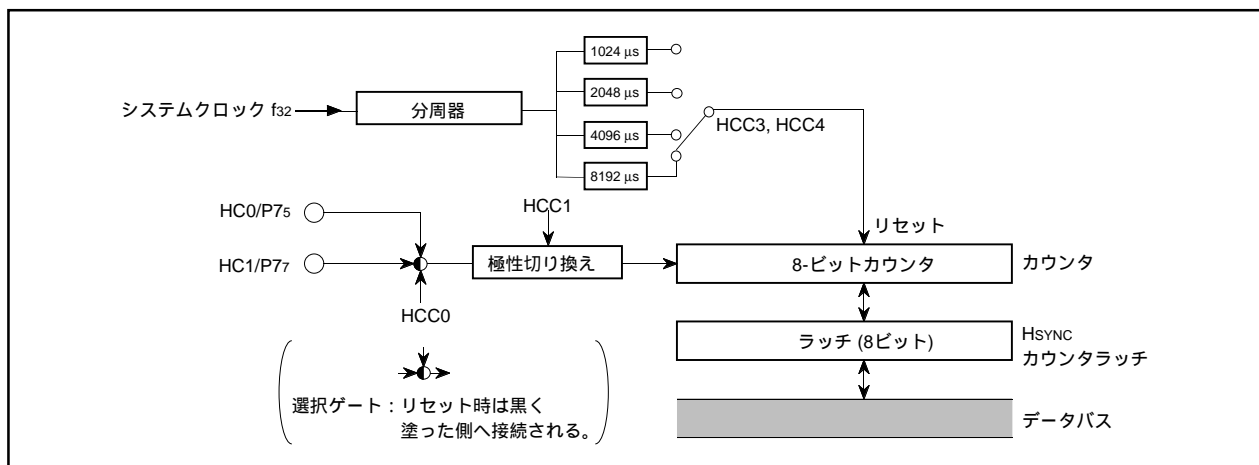 1024 μs
2048 μs
4096 μs
8192 μs
システムクロック f32
分周器
HCC3, HCC4
HC0/P75
HC1/P77
HCC1
極性切り換え
HCC0
リセット
8-ビットカウンタ
カウンタ
ラッチ (8ビット)
HSYNC
カウンタラッチ
データバス
選択ゲート：リセット時は黒く
塗った側へ接続される。